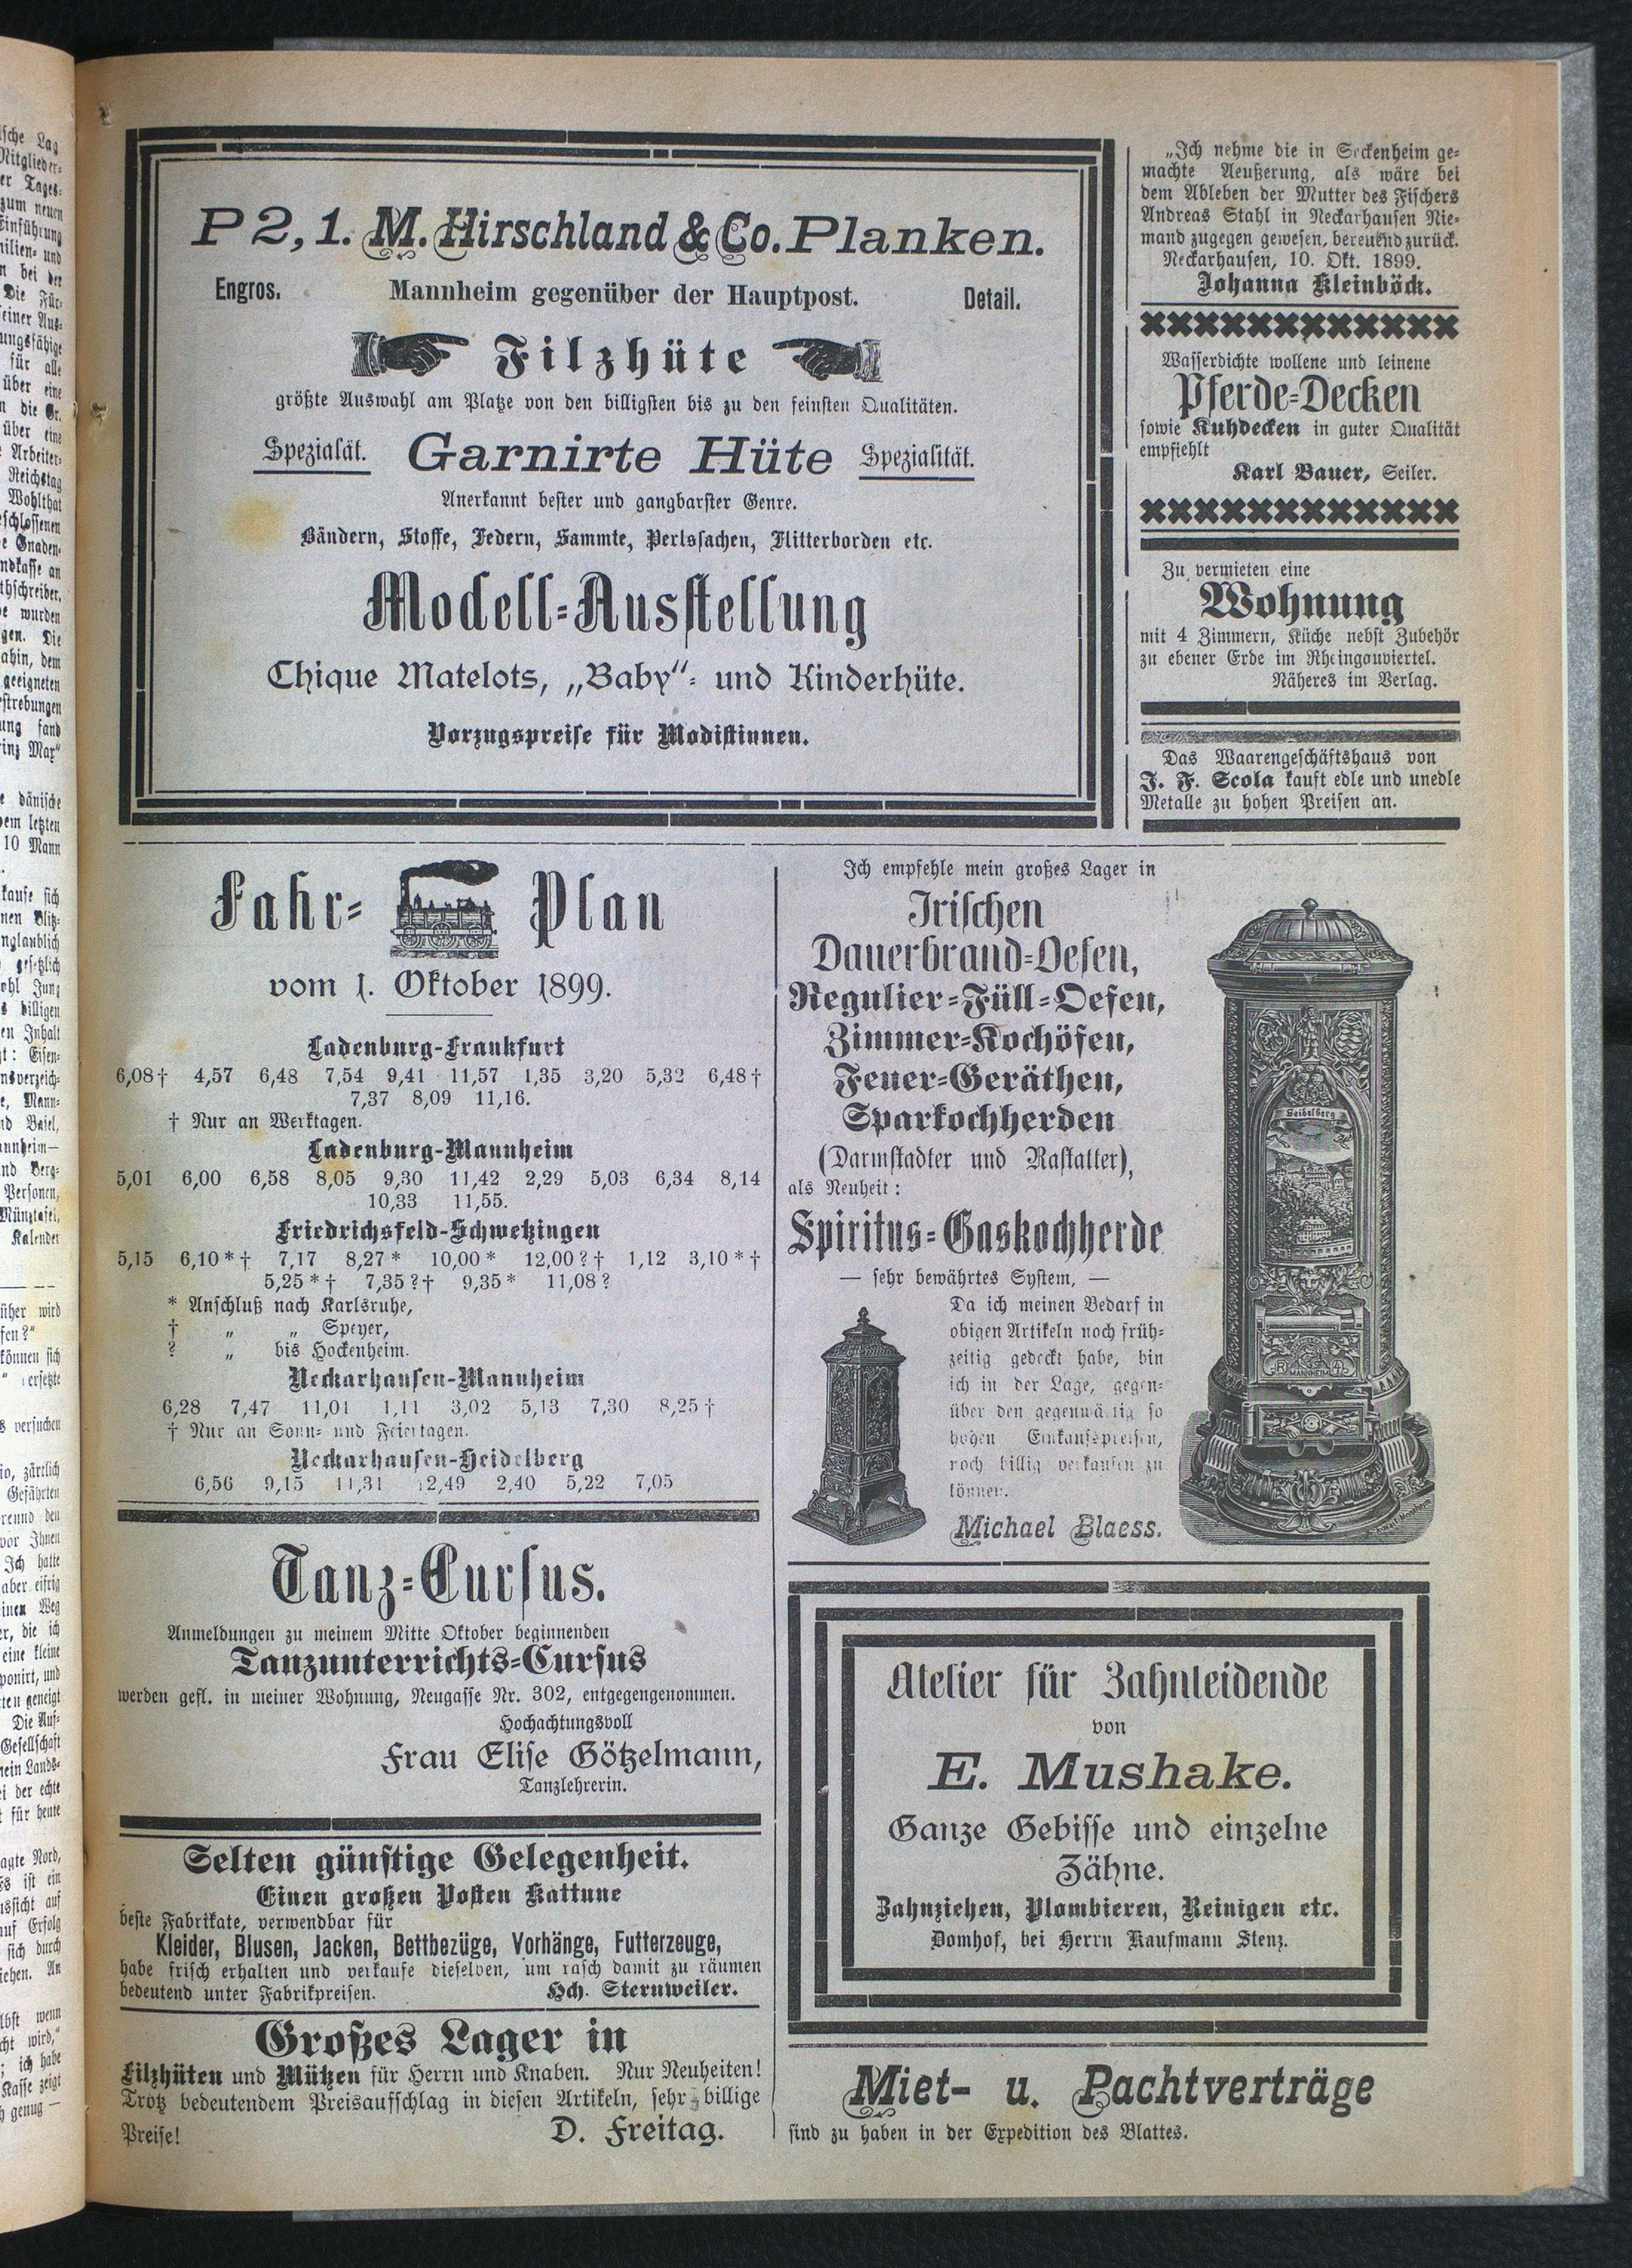 P 2, 1. M. Hirschland & Co. Planken.
Engros. Mannheim gegenüber der Hauptpost. Detail.
Filzhüte
größte Auswahl am Platze von den billigsten bis zu den feinsten Qualitäten.
Spezialät. Garnirte Hüte Spezialität.
Anerkannt bester und gangbarster Genre.
Bändern, Stoffe, Federn, Sammte, Perlssachen, Flitterborden etc.
Modell-Ausstellung
Chique Matelots, „Baby“- und Kinderhüte.
Vorzugspreise für Modistinnen.
„Ich nehme die in Seckenheim ge-
machte Aeußerung, als wäre bei
dem Ableben der Mutter des Fischers
Andreas Stahl in Neckarhausen Nie-
mand zugegen gewesen, bereuend zurück.
Neckarhausen, 10. Okt. 1899.
Johanna Kleinböck.
Wasserdichte wollene und leinene
Pferde-Decken
sowie Kuhdecken in guter Qualität
empfiehlt
Karl Bauer, Seiler.
Zu vermieten eine
Wohnung
mit 4 Zimmern, Küche nebst Zubehör
zu ebener Erde im Rheingauviertel.
Näheres im Verlag.
Das Waarengeschäftshaus von
J. F. Scola kauft edle und unedle
Metalle zu hohen Preisen an.
Fahr- Plan
vom 1. Oktober 1899.
Ladenburg-Frankfurt
6,08† 4,57 6,48 7,54 9,41 11,57 1,35 3,20 5,32 6,48†
7,37 8,09 11,16.
† Nur an Werktagen.
Ladenburg-Mannheim
5,01 6,00 6,58 8,05 9,30 11,42 2,29 5,03 6,34 8,14
10,33 11,55.
Friedrichsfeld-Schwetzingen
5,15 6,10*† 7,17 8,27* 10,00* 12,00?† 1,12 3,10*†
5,25*† 7,35?† 9,35* 11,08?
* Anschluß nach Karlsruhe,
† „ „ Speyer,
? „ bis Hockenheim.
Neckarhausen-Mannheim
6,28 7,47 11,01 1,11 3,02 5,13 7,30 8,25†
† Nur an Sonn- und Feiertagen.
Neckarhausen-Heidelberg
6,56 9,15 11,31 12,49 2,40 5,22 7,05
Tanz-Cursus.
Anmeldungen zu meinem Mitte Oktober beginnenden
Tanzunterrichts-Cursus
werden gefl. in meiner Wohnung, Neugasse Nr. 302, entgegengenommen.
Hochachtungsvoll
Frau Elise Götzelmann,
Tanzlehrerin.
Selten günstige Gelegenheit.
Einen großen Posten Kattune
beste Fabrikate, verwendbar für
Kleider, Blusen, Jacken, Bettbezüge, Vorhänge, Futterzeuge,
habe frisch erhalten und verkaufe dieselben, um rasch damit zu räumen
bedeutend unter Fabrikpreisen. Hch. Sternweiler.
Großes Lager in
Filzhüten und Mützen für Herrn und Knaben. Nur Neuheiten!
Trotz bedeutendem Preisaufschlag in diesen Artikeln, sehr billige
Preise! D. Freitag.
Ich empfehle mein großes Lager in
Irischen
Dauerbrand-Oefen,
Regulier-Füll-Oefen,
Zimmer-Kochöfen,
Feuer-Geräthen,
Sparkochherden
(Darmstadter und Rastatter),
als Neuheit:
Spiritus-Gaskochherde
— sehr bewährtes System, —
Da ich meinen Bedarf in
obigen Artikeln noch früh-
zeitig gedeckt habe, bin
ich in der Lage, gegen-
über den gegenwärtig so
hohen Einkaufspreisen,
noch billig verkaufen zu
können.
Michael Blaess.
Heidelberg
MANNHEIM
Atelier für Zahnleidende
von
E. Mushake.
Ganze Gebisse und einzelne
Zähne.
Zahnziehen, Plombieren, Reinigen etc.
Domhof, bei Herrn Kaufmann Stenz.
Miet- u. Pachtverträge
sind zu haben in der Expedition des Blattes.